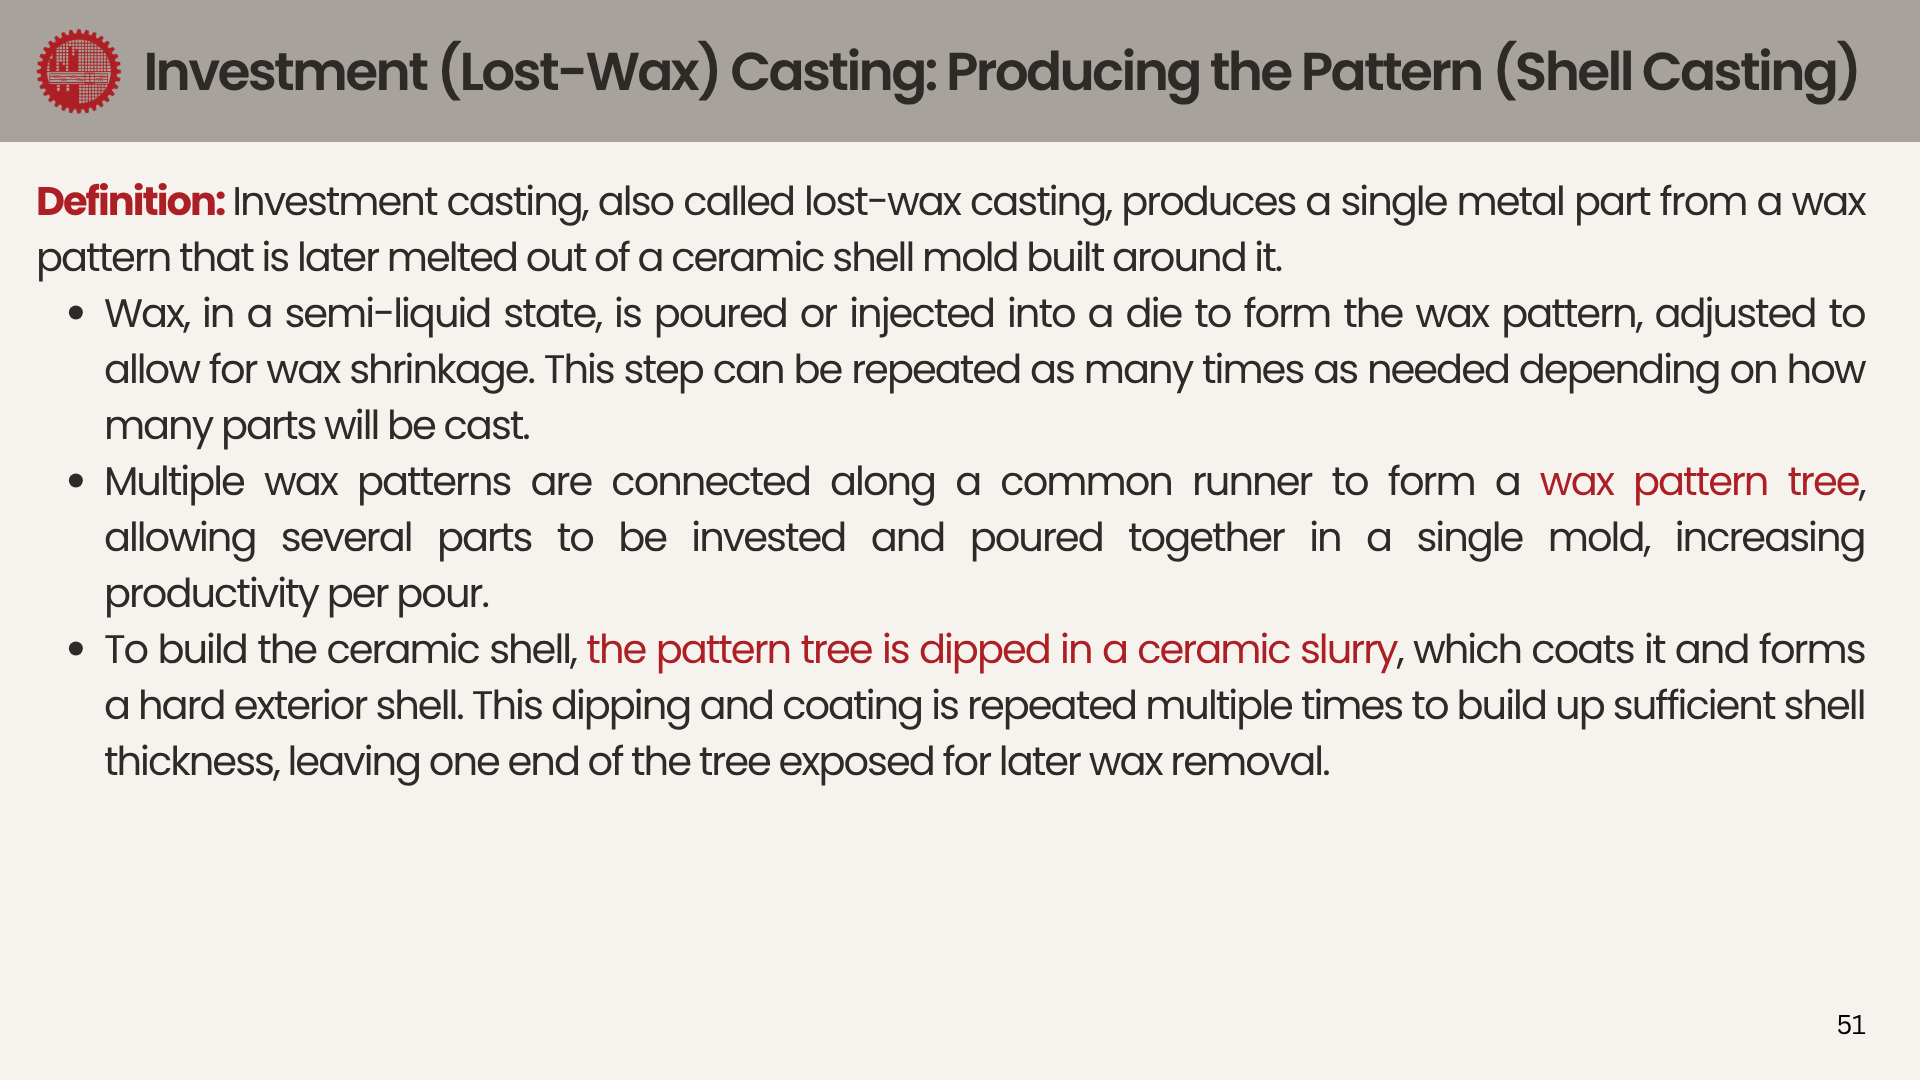 Investment (Lost-Wax) Casting: Producing the Pattern (Shell Casting)
Definition: Investment casting, also called lost-wax casting, produces a single metal part from a wax
pattern that is later melted out of a ceramic shell mold built around it.
• Wax, in a semi-liquid state, is poured or injected into a die to form the wax pattern, adjusted to
allow for wax shrinkage. This step can be repeated as many times as needed depending on how
many parts will be cast.
• Multiple wax patterns are connected along a common runner to form a wax pattern tree,
allowing several parts to be invested and poured together in a single mold, increasing
productivity per pour.
• To build the ceramic shell, the pattern tree is dipped in a ceramic slurry, which coats it and forms
a hard exterior shell. This dipping and coating is repeated multiple times to build up sufficient shell
thickness, leaving one end of the tree exposed for later wax removal.
51